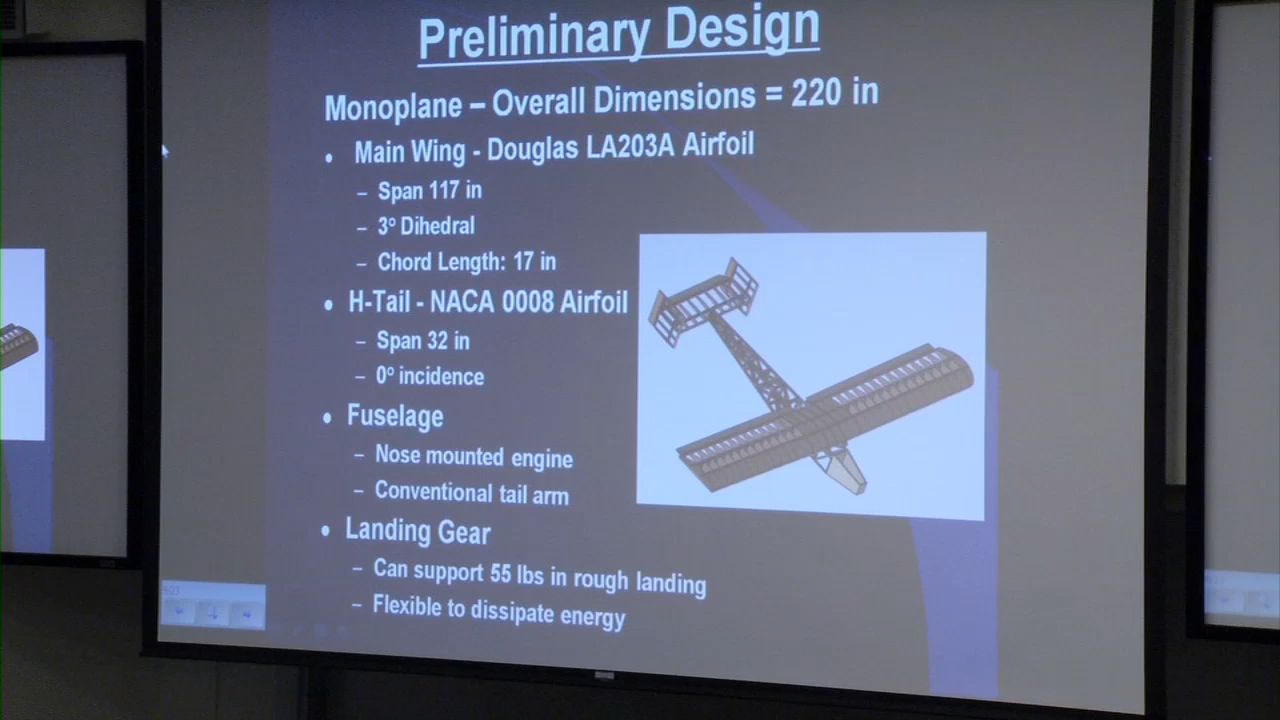 Preliminary Design
Monoplane – Overall Dimensions = 220 in
• Main Wing - Douglas LA203A Airfoil
– Span 117 in
– 3º Dihedral
– Chord Length: 17 in
• H-Tail - NACA 0008 Airfoil
– Span 32 in
– 0º incidence
• Fuselage
– Nose mounted engine
– Conventional tail arm
• Landing Gear
– Can support 55 lbs in rough landing
– Flexible to dissipate energy